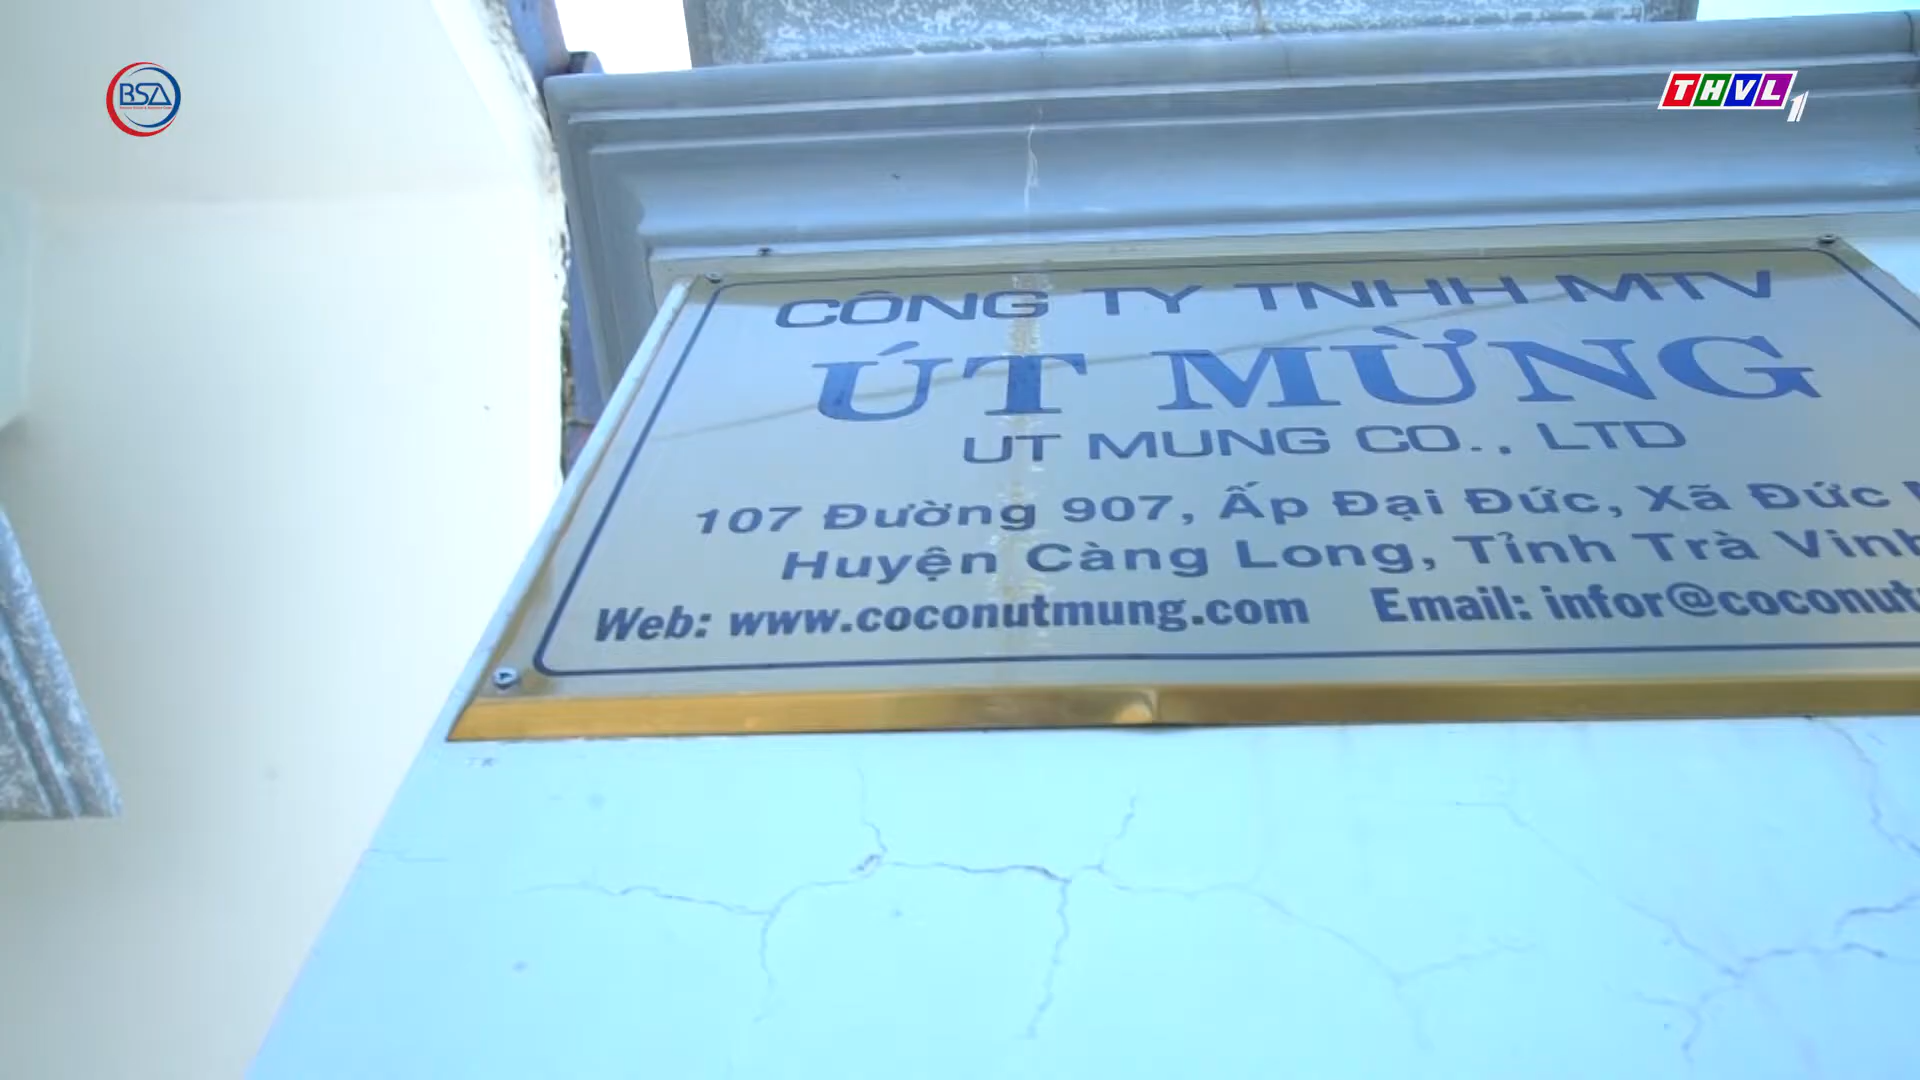 BSA
THVL1
CÔNG TY TNHH MTV
ÚT MỪNG
UT MUNG CO., LTD
107 Đường 907, Ấp Đại Đức, Xã Đức
Huyện Càng Long, Tỉnh Trà Vinh
Web: www.coconutmung.com Email: infor@coconut